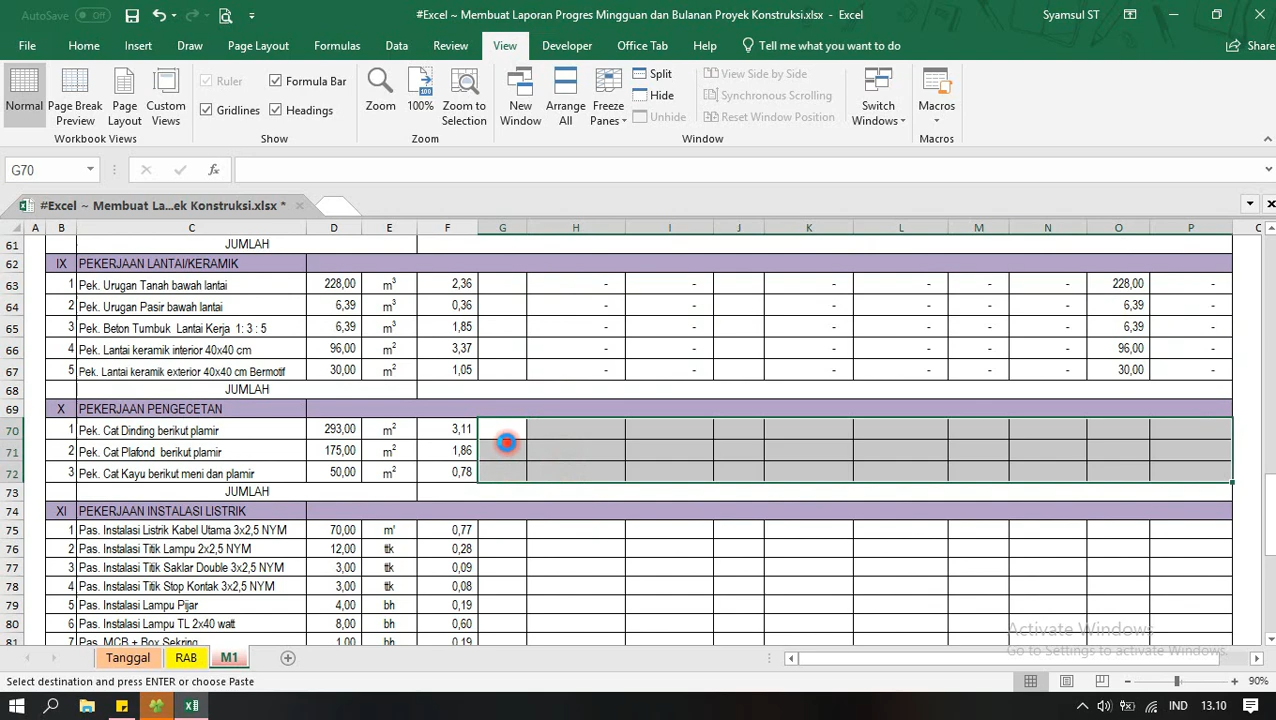 AutoSave Off #Excel ~ Membuat Laporan Progres Mingguan dan Bulanan Proyek Konstruksi.xlsx - Excel Syamsul ST
File Home Insert Draw Page Layout Formulas Data Review View Developer Office Tab Help Tell me what you want to do Share
Normal Page Break Preview Page Layout Custom Views
Workbook Views
Ruler Formula Bar
Gridlines Headings
Show
Zoom 100% Zoom to Selection
Zoom
New Window Arrange All Freeze Panes
Split
Hide
Unhide
View Side by Side
Synchronous Scrolling
Reset Window Position
Window
Switch Windows
Macros
Macros
G70 fx
#Excel ~ Membuat La...ek Konstruksi.xlsx *
A B C D E F G H I J K L M N O P
61 JUMLAH
62 IX PEKERJAAN LANTAI/KERAMIK
63 1 Pek. Urugan Tanah bawah lantai 228,00 m³ 2,36 - - - - - - 228,00 -
64 2 Pek. Urugan Pasir bawah lantai 6,39 m³ 0,36 - - - - - - 6,39 -
65 3 Pek. Beton Tumbuk Lantai Kerja 1: 3 : 5 6,39 m³ 1,85 - - - - - - 6,39 -
66 4 Pek. Lantai keramik interior 40x40 cm 96,00 m² 3,37 - - - - - - 96,00 -
67 5 Pek. Lantai keramik exterior 40x40 cm Bermotif 30,00 m² 1,05 - - - - - - 30,00 -
68 JUMLAH
69 X PEKERJAAN PENGECETAN
70 1 Pek. Cat Dinding berikut plamir 293,00 m² 3,11
71 2 Pek. Cat Plafond berikut plamir 175,00 m² 1,86
72 3 Pek. Cat Kayu berikut meni dan plamir 50,00 m² 0,78
73 JUMLAH
74 XI PEKERJAAN INSTALASI LISTRIK
75 1 Pas. Instalasi Listrik Kabel Utama 3x2,5 NYM 70,00 m' 0,77
76 2 Pas. Instalasi Titik Lampu 2x2,5 NYM 12,00 ttk 0,28
77 3 Pas. Instalasi Titik Saklar Double 3x2,5 NYM 3,00 ttk 0,09
78 4 Pas. Instalasi Titik Stop Kontak 3x2,5 NYM 3,00 ttk 0,08
79 5 Pas. Instalasi Lampu Pijar 4,00 bh 0,19
80 6 Pas. Instalasi Lampu TL 2x40 watt 8,00 bh 0,60
81 7 Pas. MCB + Box Sekring 1,00 bh 0,19
Activate Windows
Go to Settings to activate Windows.
Tanggal RAB M1
Select destination and press ENTER or choose Paste 90%
IND 13.10